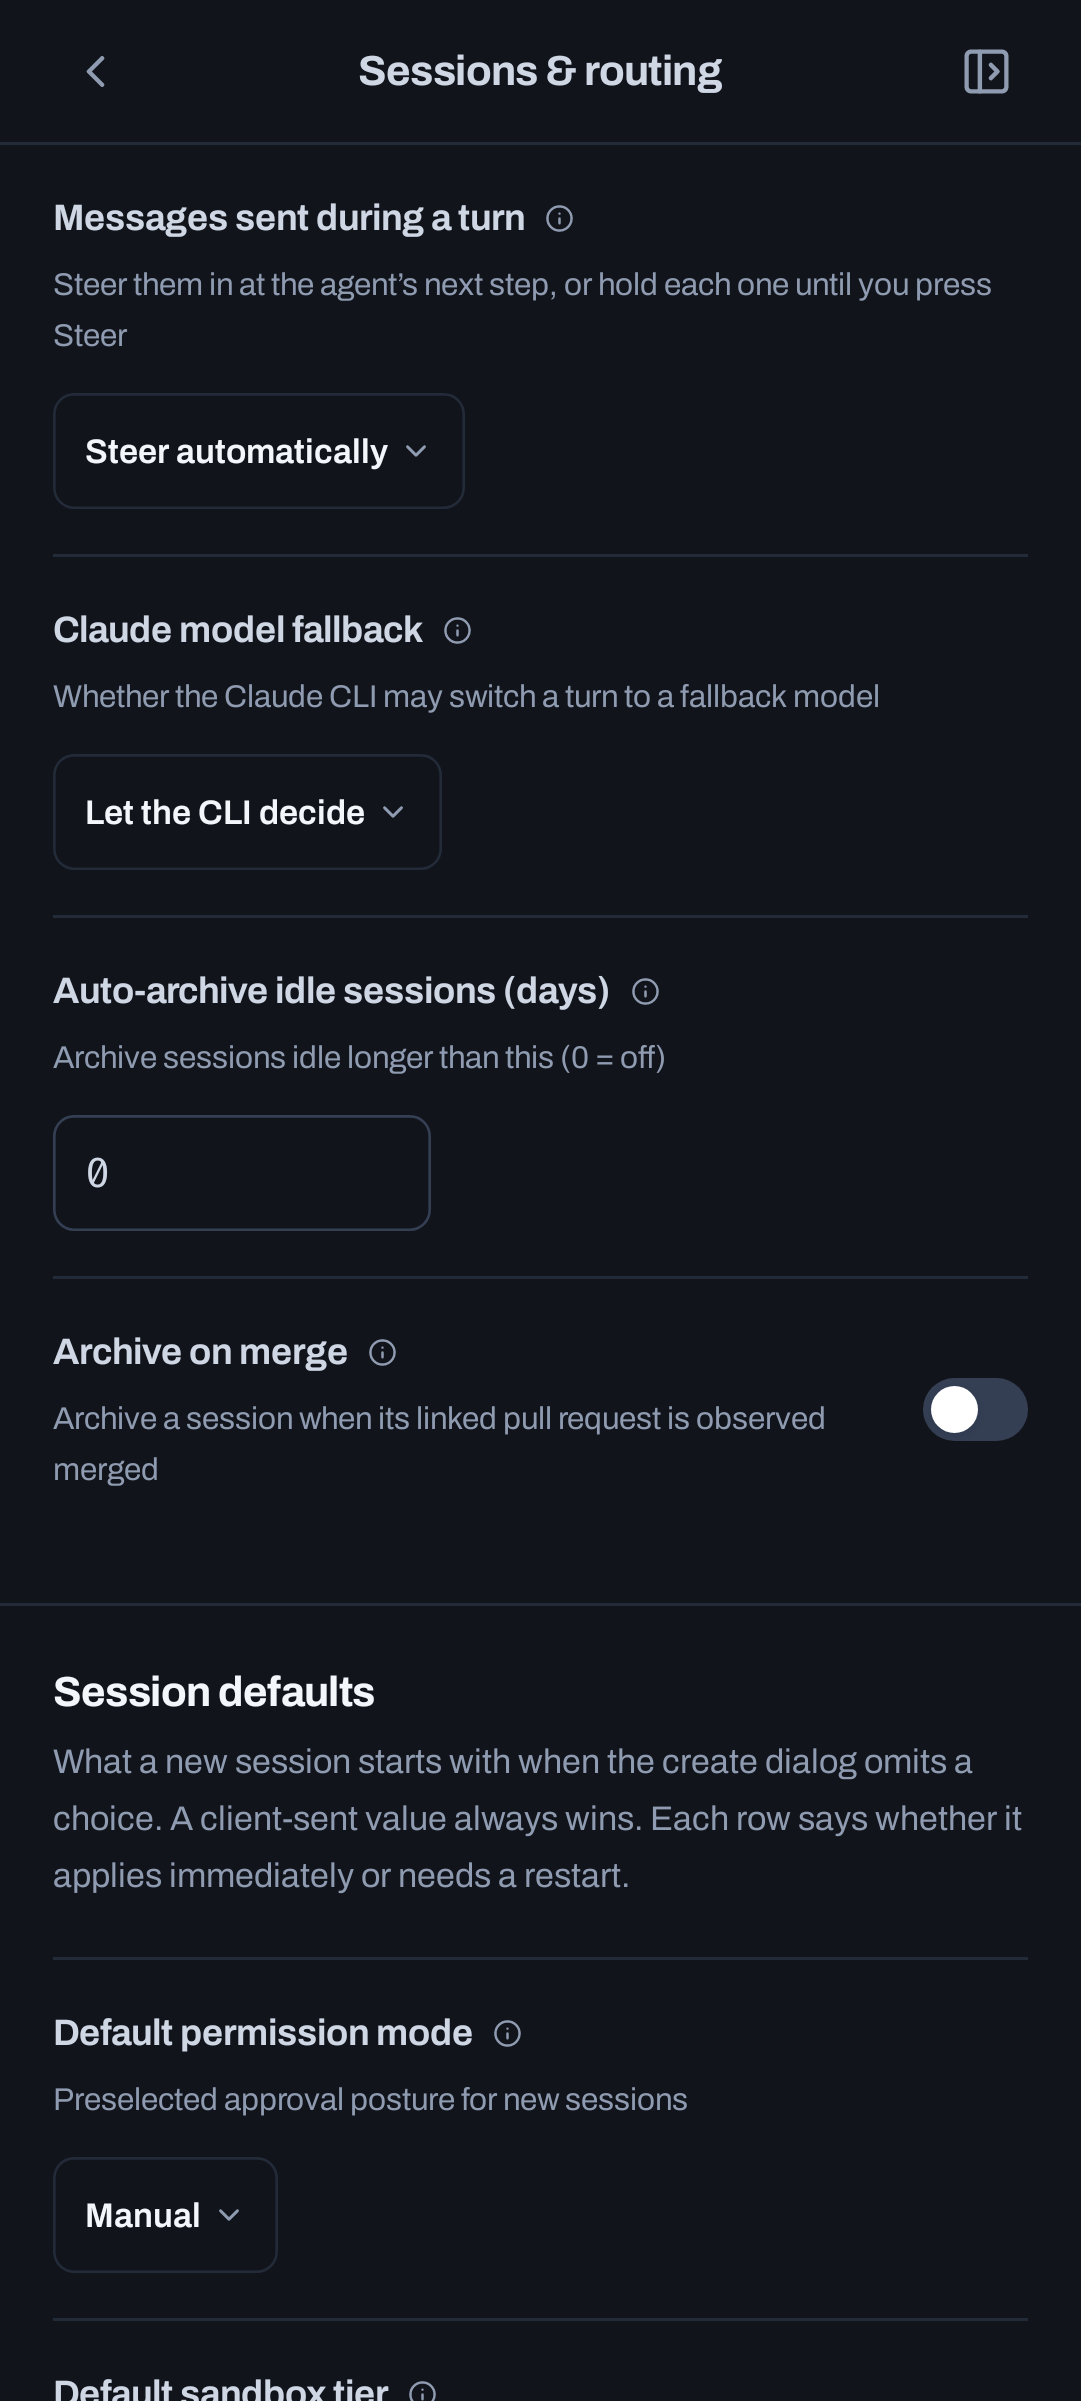 Sessions & routing
Messages sent during a turn
Steer them in at the agent’s next step, or hold each one until you press
Steer
Steer automatically
Claude model fallback
Whether the Claude CLI may switch a turn to a fallback model
Let the CLI decide
Auto-archive idle sessions (days)
Archive sessions idle longer than this (0 = off)
0
Archive on merge
Archive a session when its linked pull request is observed
merged
Session defaults
What a new session starts with when the create dialog omits a
choice. A client-sent value always wins. Each row says whether it
applies immediately or needs a restart.
Default permission mode
Preselected approval posture for new sessions
Manual
Default sandbox tier